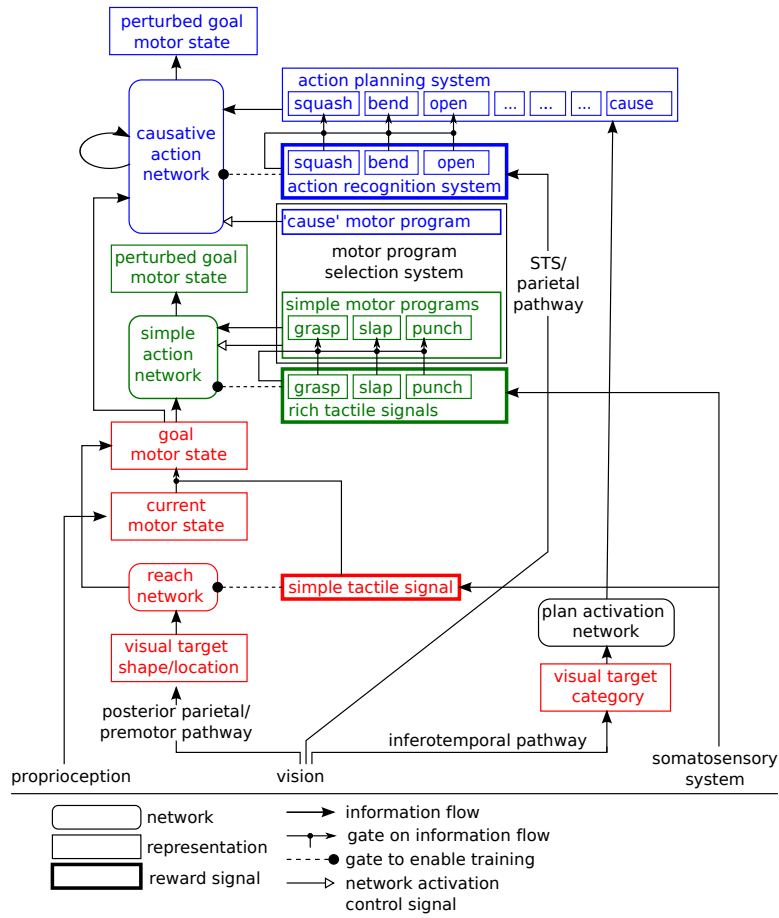 perturbed goal
motor state
action planning system
squash bend open ... ... ... cause
causative
action
network
squash bend open
action recognition system
'cause' motor program
motor program
selection system
STS/
parietal
pathway
perturbed goal
motor state
simple motor programs
grasp slap punch
simple
action
network
grasp slap punch
rich tactile signals
goal
motor state
current
motor state
reach
network
simple tactile signal
plan activation
network
visual target
shape/location
visual target
category
posterior parietal/
premotor pathway
inferotemporal pathway
proprioception
vision
somatosensory
system
network
representation
reward signal
information flow
gate on information flow
gate to enable training
network activation
control signal